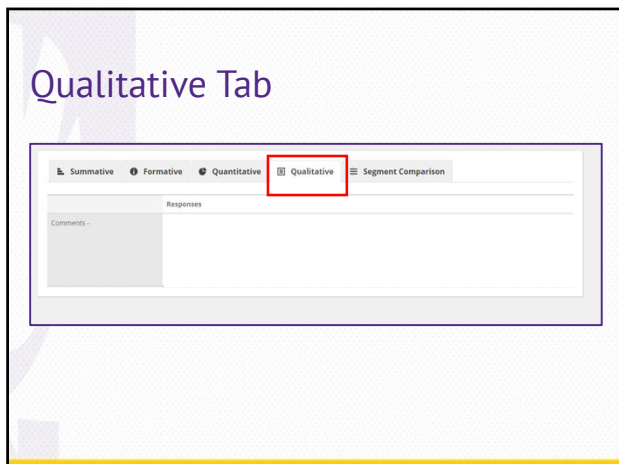 Qualitative Tab
Summative Formative Quantitative Qualitative Segment Comparison
Responses
Comments -